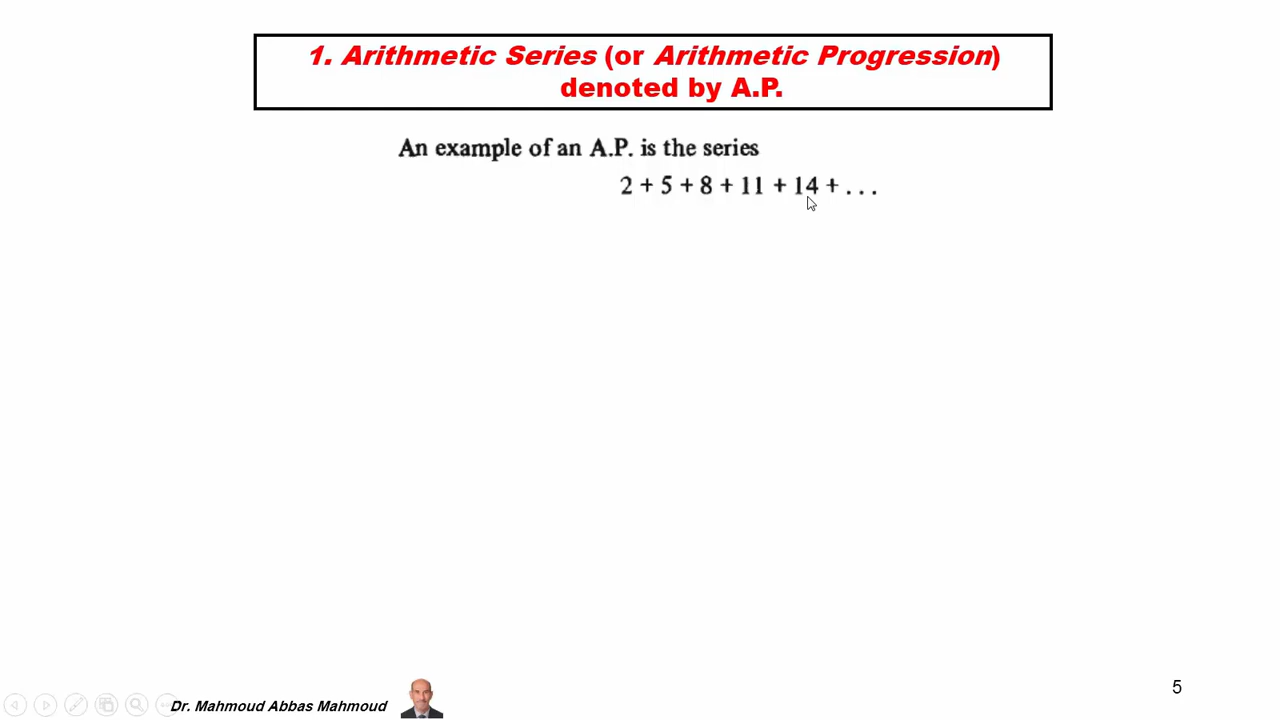 1. Arithmetic Series (or Arithmetic Progression)
denoted by A.P.
An example of an A.P. is the series
2 + 5 + 8 + 11 + 14 + . . .
Dr. Mahmoud Abbas Mahmoud
5